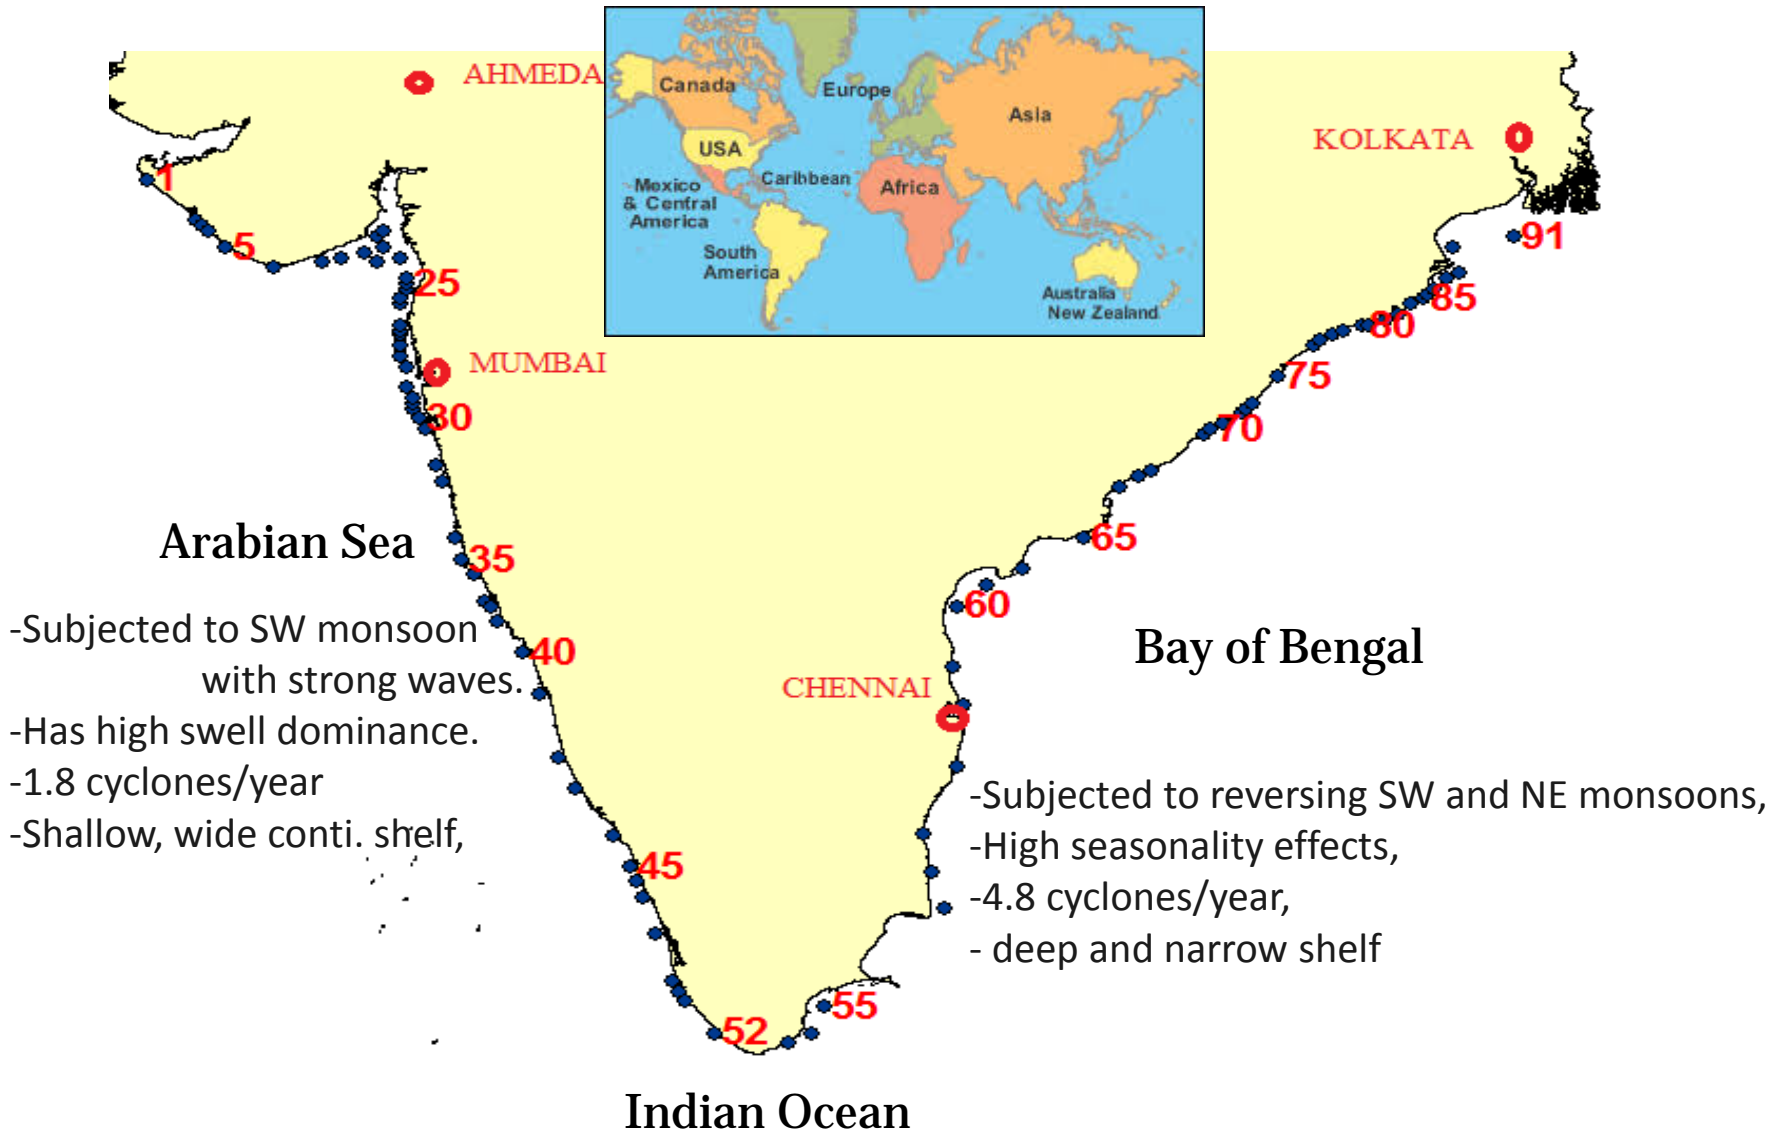 AHMEDA
Canada
Europe
Asia
USA
Caribbean
Africa
Mexico
& Central
America
South
America
Australia
New Zealand
KOLKATA
1
5
25
MUMBAI
30
91
85
80
75
70
65
60
Arabian Sea
35
-Subjected to SW monsoon
with strong waves.
-Has high swell dominance.
-1.8 cyclones/year
-Shallow, wide conti. shelf,
40
Bay of Bengal
CHENNAI
-Subjected to reversing SW and NE monsoons,
-High seasonality effects,
-4.8 cyclones/year,
- deep and narrow shelf
45
55
52
Indian Ocean